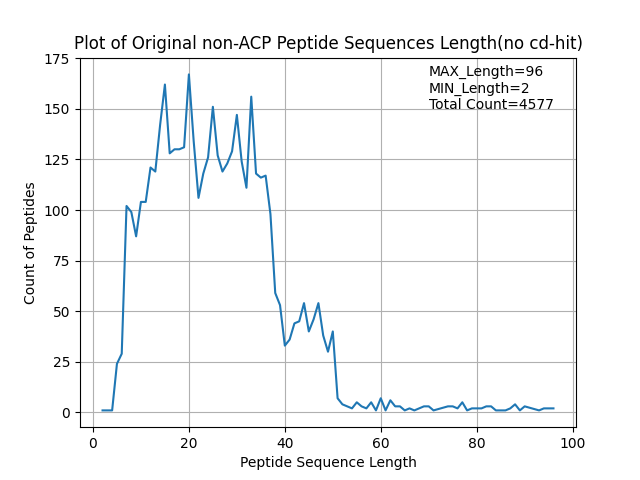 Plot of Original non-ACP Peptide Sequences Length(no cd-hit)
MAX_Length=96
MIN_Length=2
Total Count=4577
175
150
125
100
75
50
25
0
Count of Peptides
0 20 40 60 80 100
Peptide Sequence Length